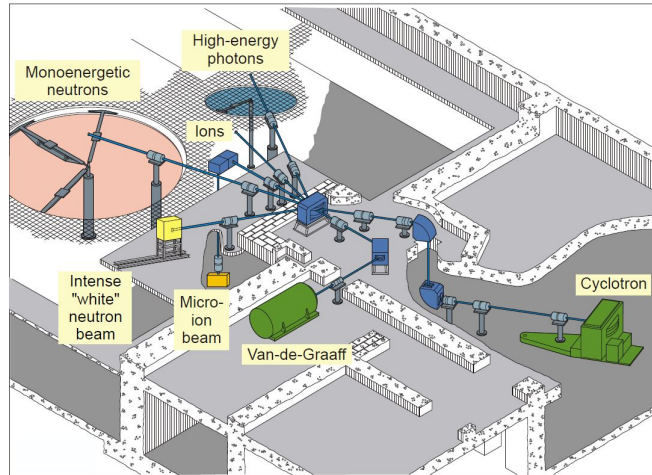 High-energy
photons
Monoenergetic
neutrons
Ions
Intense
"white"
neutron
beam
Micro-
ion
beam
Van-de-Graaff
Cyclotron